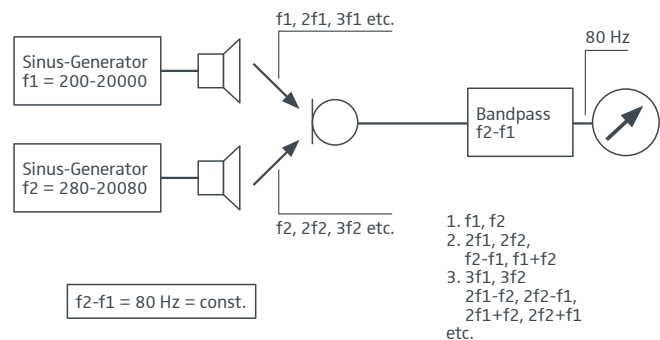 f1, 2f1, 3f1 etc.
80 Hz
Sinus-Generator
f1 = 200-20000
Bandpass
f2-f1
Sinus-Generator
f2 = 280-20080
f2, 2f2, 3f2 etc.
1. f1, f2
2. 2f1, 2f2,
f2-f1, f1+f2
3. 3f1, 3f2
2f1-f2, 2f2-f1,
2f1+f2, 2f2+f1
etc.
f2-f1 = 80 Hz = const.